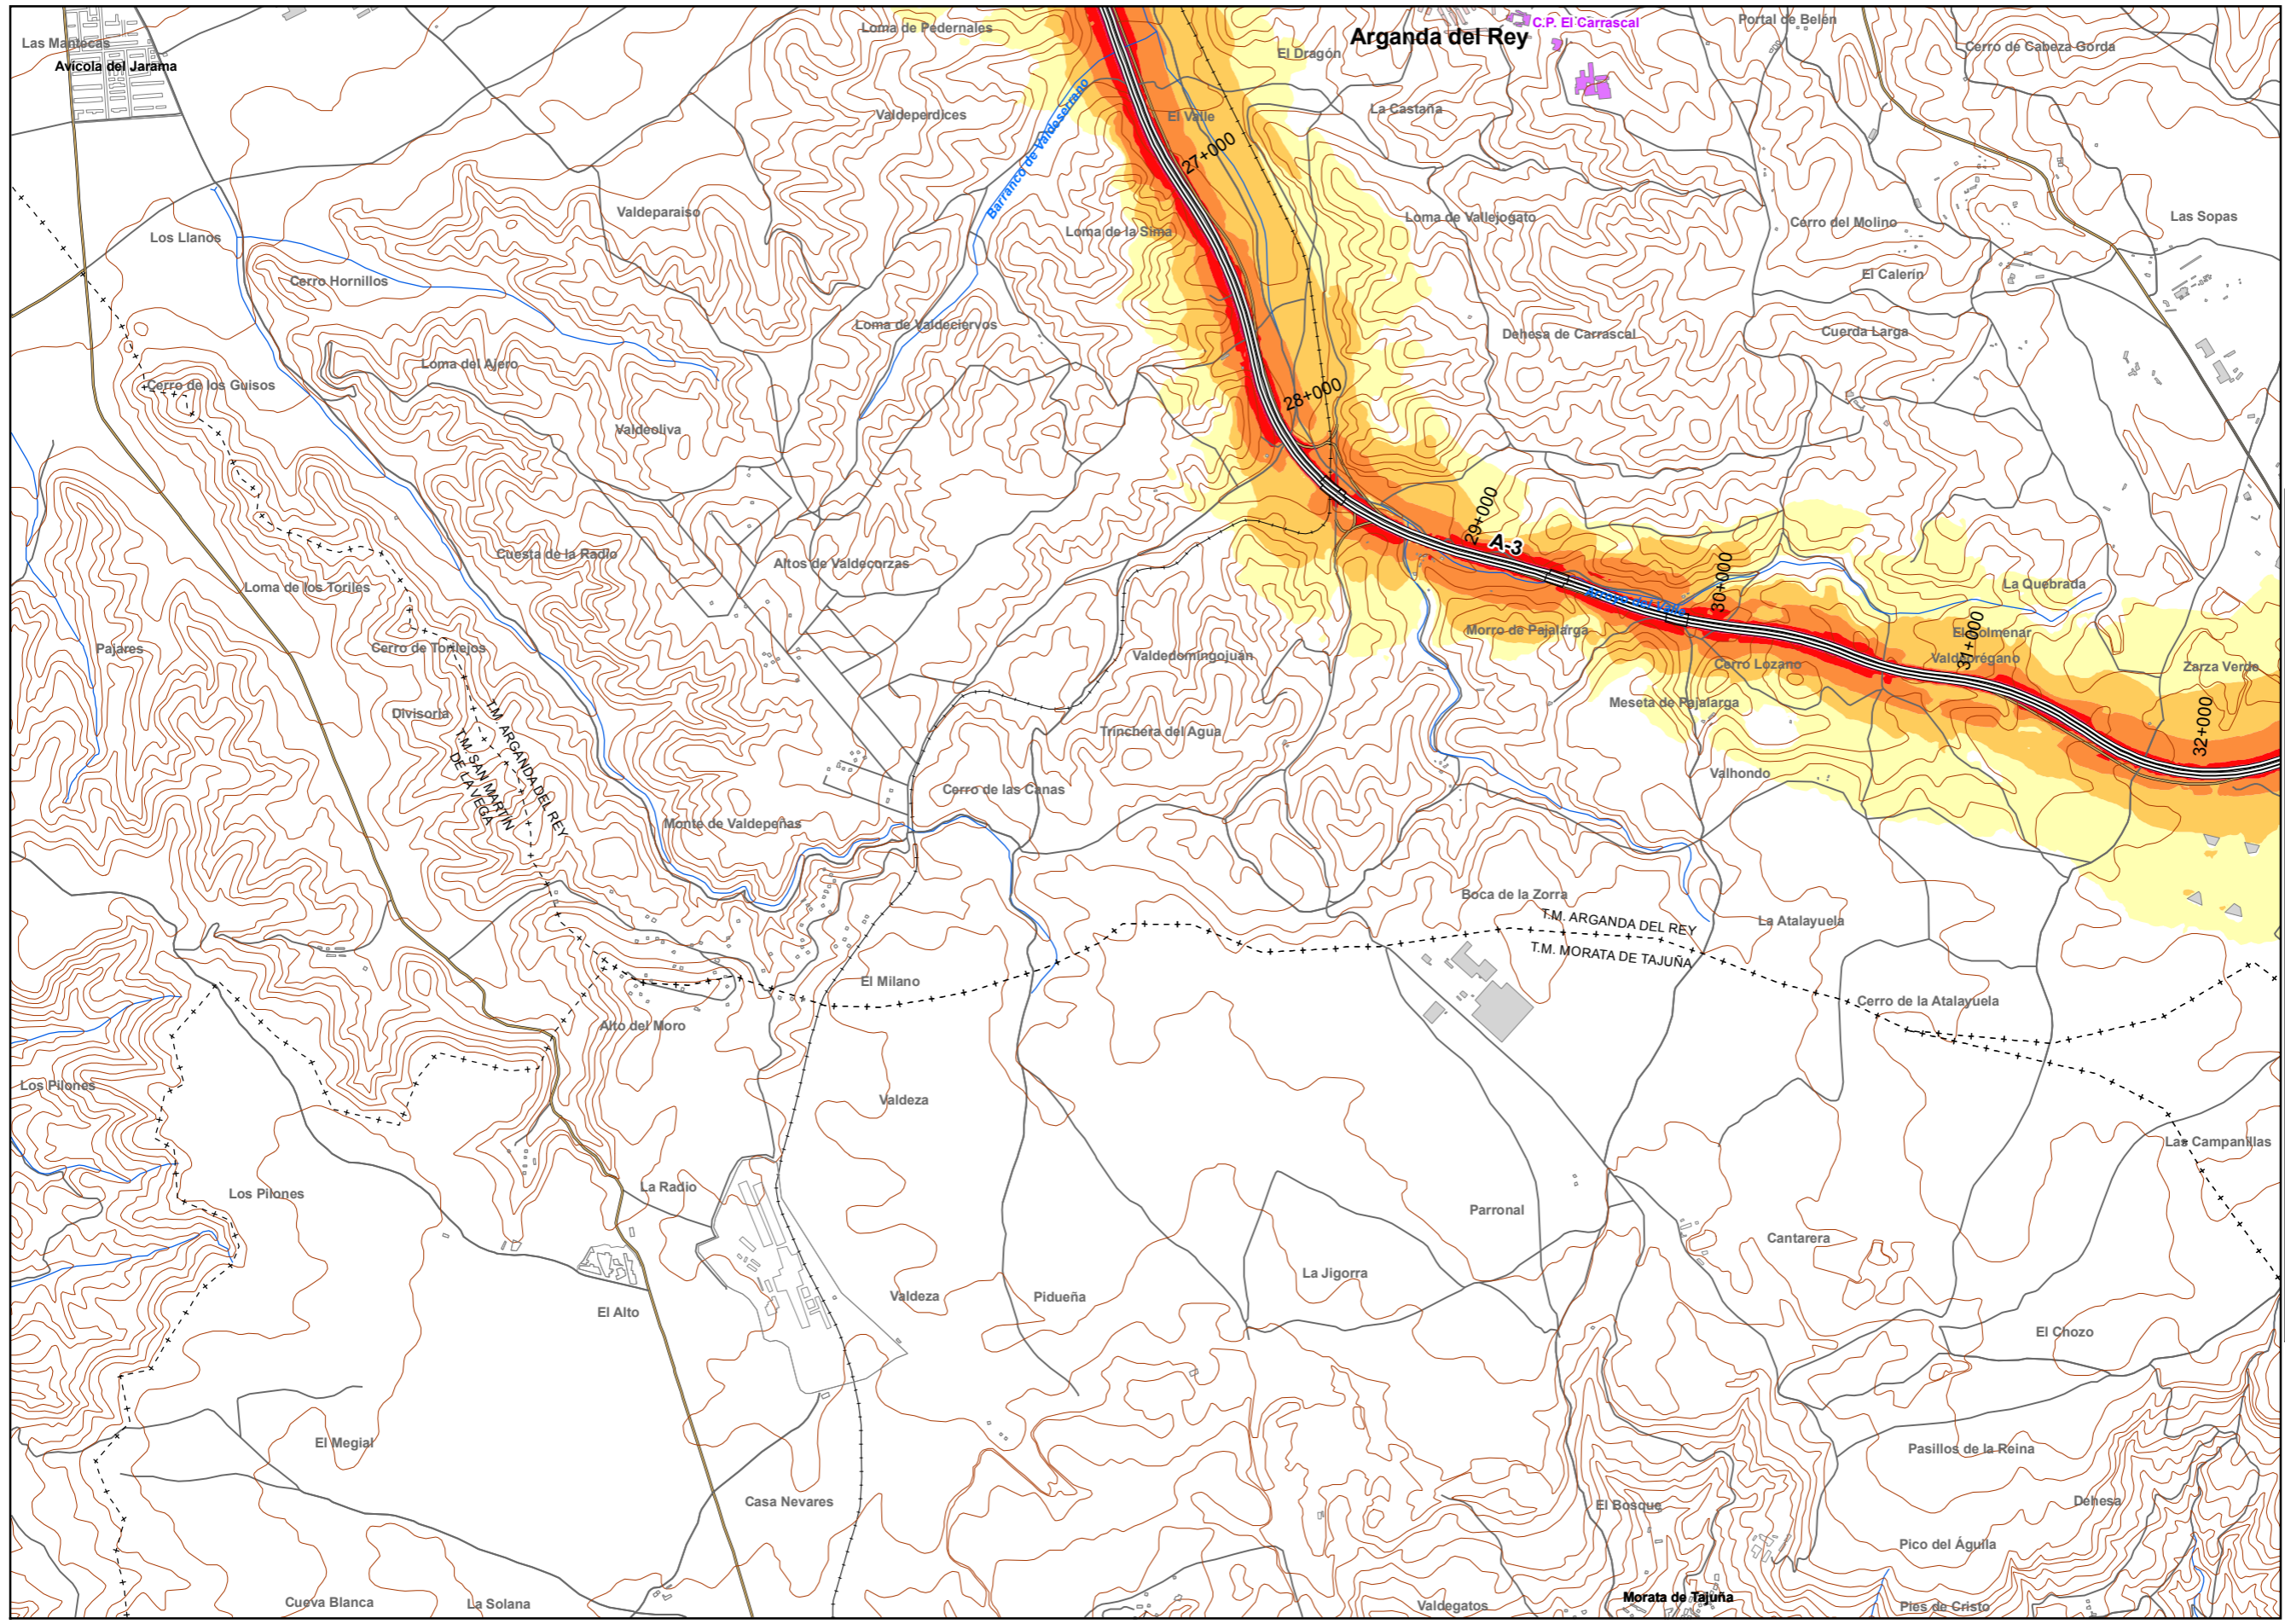 Loma de Pedernales
Arganda del Rey
C.P. El Carrascal
Portal de Belén
Las Mantecas
Avícola del Jarama
El Dragón
Cerro de Cabeza Gorda
Valdeperdices
Barranco de Valdeserrano
El Valle
La Castaña
27+000
Valdeparaiso
Los Llanos
Loma de la Sima
Loma de Vallejogato
Cerro del Molino
Las Sopas
Cerro Hornillos
El Calerín
Loma de Valdeciervos
Dehesa de Carrascal
Cuerda Larga
Loma del Ajero
Cerro de los Guisos
28+000
Valdeoliva
29+000
A-3
Cuesta de la Radio
Altos de Valdecorzas
30+000
Loma de los Toriles
La Quebrada
Morro de Pajalarga
31+000
El Colmenar
Pajares
Cerro de Tornlejos
Valdedomingojuán
Cerro Lozano
Zarza Verde
Meseta de Pajalarga
Divisoria
T.M. ARGANDA DEL REY
T.M. SAN MARTÍN
DE LA VEGA
Trinchera del Agua
32+000
Valhondo
Cerro de las Canas
Monte de Valdepeñas
Boca de la Zorra
T.M. ARGANDA DEL REY
La Atalayuela
T.M. MORATA DE TAJUÑA
El Milano
Cerro de la Atalayuela
Alto del Moro
Los Pilones
Valdeza
Las Campanillas
La Radio
Los Pilones
Parronal
Cantarera
La Jigorra
Valdeza
Pidueña
El Alto
El Chozo
El Megial
Pasillos de la Reina
Casa Nevares
El Bosque
Dehesa
Pico del Águila
Cueva Blanca
La Solana
Valdegatos
Morata de Tajuña
Pies de Cristo